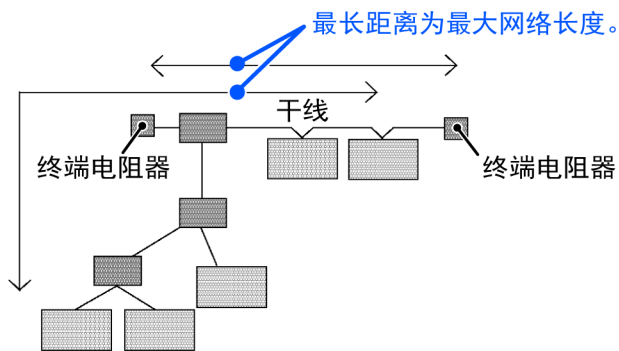 最长距离为最大网络长度。
干线
终端电阻器
终端电阻器